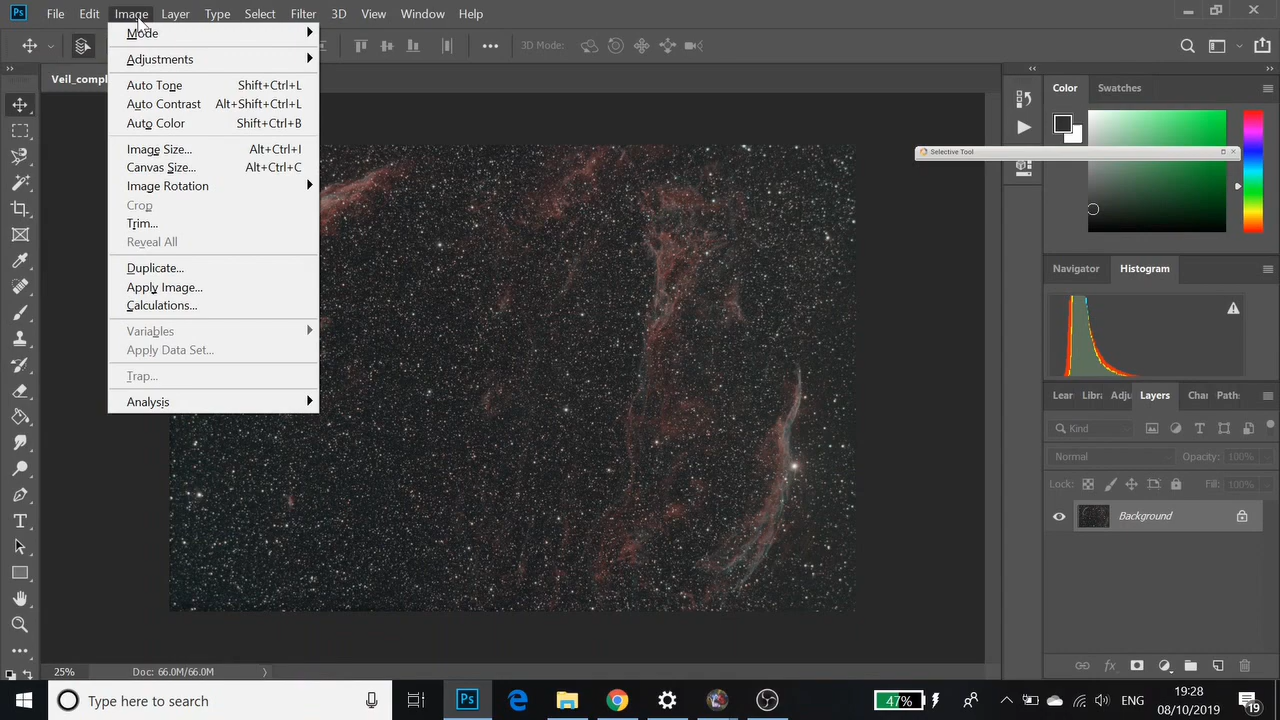 Ps File Edit Image Layer Type Select Filter 3D View Window Help
3D Mode:
Veil_compl
Mode
Adjustments
Auto Tone Shift+Ctrl+L
Auto Contrast Alt+Shift+Ctrl+L
Auto Color Shift+Ctrl+B
Image Size... Alt+Ctrl+I
Canvas Size... Alt+Ctrl+C
Image Rotation
Crop
Trim...
Reveal All
Duplicate...
Apply Image...
Calculations...
Variables
Apply Data Set...
Trap...
Analysis
Color Swatches
Selective Tool
Navigator Histogram
Lear Libr Adju Layers Cha Path:
Kind
Normal Opacity: 100%
Lock: Fill: 100%
Background
25% Doc: 66.0M/66.0M
Type here to search
Ps
47%
ENG
19:28
08/10/2019
19